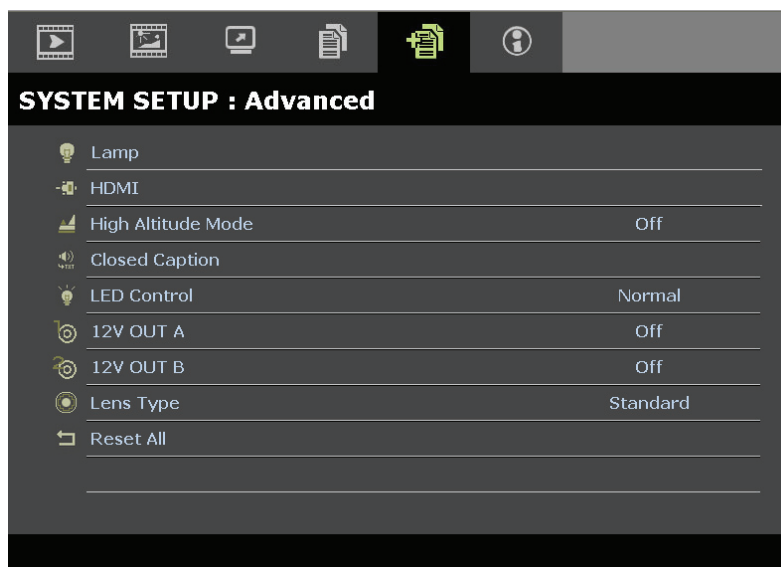 SYSTEM SETUP : Advanced
Lamp
HDMI
High Altitude Mode Off
Closed Caption
LED Control Normal
12V OUT A Off
12V OUT B Off
Lens Type Standard
Reset All